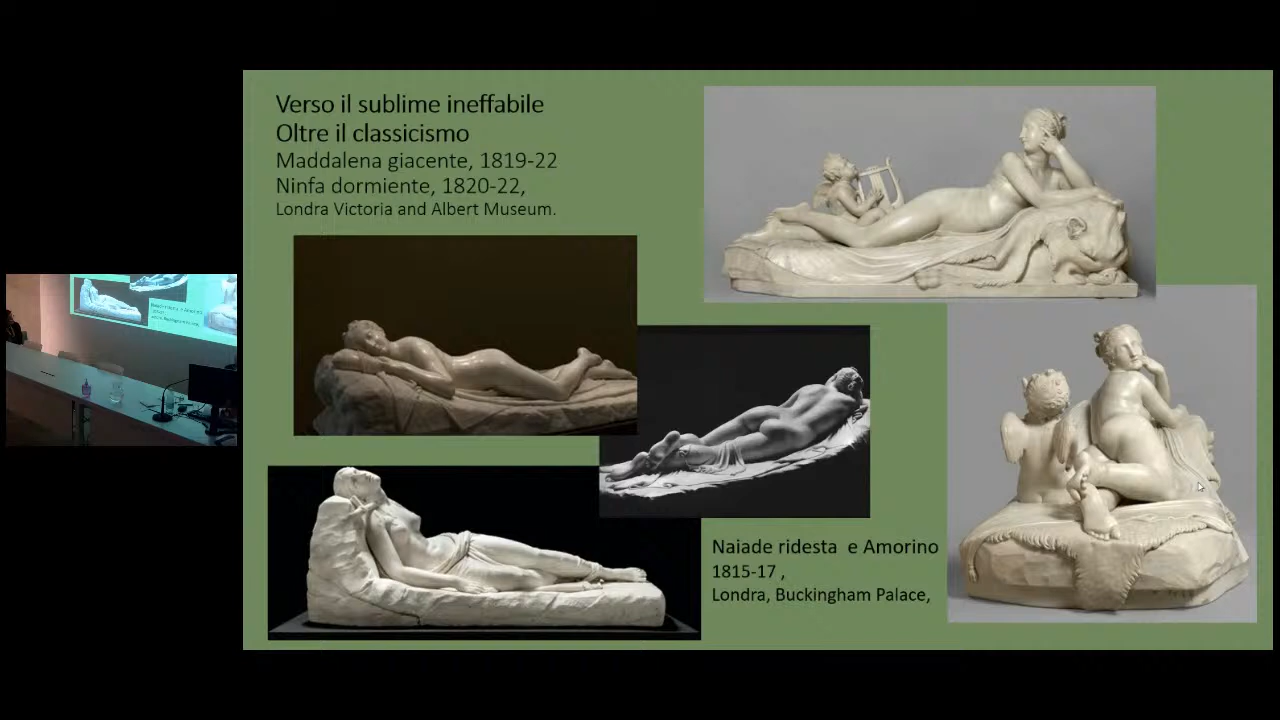 Verso il sublime ineffabile
Oltre il classicismo
Maddalena giacente, 1819-22
Ninfa dormiente, 1820-22,
Londra Victoria and Albert Museum.
Naiade ridesta e Amorino
1815-17 ,
Londra, Buckingham Palace,